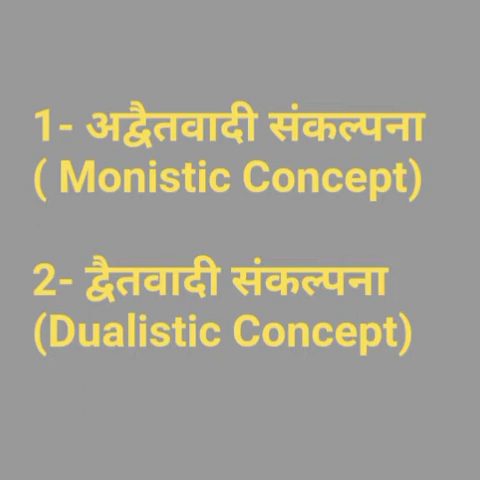 1- अद्वैतवादी संकल्पना
( Monistic Concept)
2- द्वैतवादी संकल्पना
(Dualistic Concept)